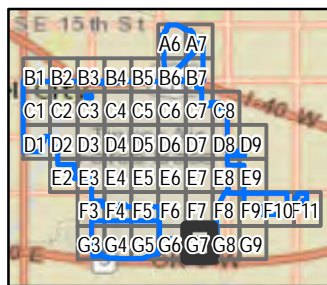 SE 15th St
A6 A7
B1 B2 B3 B4 B5 B6 B7
I-40 W
C1 C2 C3 C4 C5 C6 C7 C8
D1 D2 D3 D4 D5 D6 D7 D8 D9
E2 E3 E4 E5 E6 E7 E8 E9
F3 F4 F5 F6 F7 F8 F9 F10 F11
G3 G4 G5 G6 G7 G8 G9